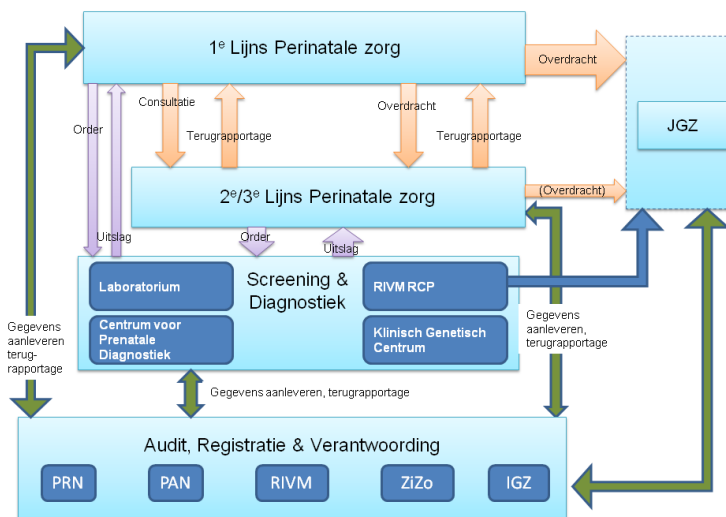 1e Lijns Perinatale zorg
Overdracht
JGZ
Order
Consultatie
Terugrapportage
Overdracht
Terugrapportage
2e/3e Lijns Perinatale zorg
(Overdracht)
Uitslag
Order
Uitslag
Screening &
Diagnostiek
Laboratorium
RIVM RCP
Centrum voor
Prenatale
Diagnostiek
Klinisch Genetisch
Centrum
Gegevens
aanleveren
terug-
rapportage
Gegevens
aanleveren,
terugrapportage
Gegevens aanleveren, terugrapportage
Audit, Registratie & Verantwoording
PRN
PAN
RIVM
ZiZo
IGZ